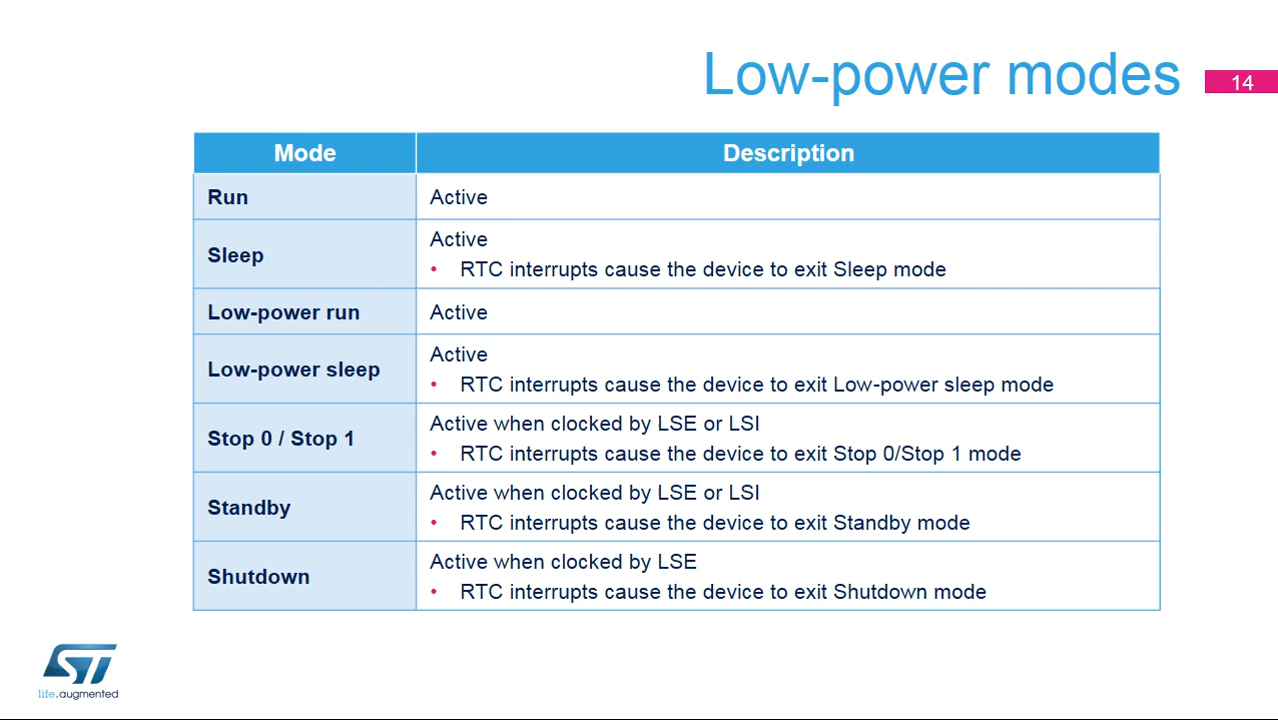 Low-power modes
14
Mode Description
Run Active
Sleep Active
• RTC interrupts cause the device to exit Sleep mode
Low-power run Active
Low-power sleep Active
• RTC interrupts cause the device to exit Low-power sleep mode
Stop 0 / Stop 1 Active when clocked by LSE or LSI
• RTC interrupts cause the device to exit Stop 0/Stop 1 mode
Standby Active when clocked by LSE or LSI
• RTC interrupts cause the device to exit Standby mode
Shutdown Active when clocked by LSE
• RTC interrupts cause the device to exit Shutdown mode
ST
life.augmented